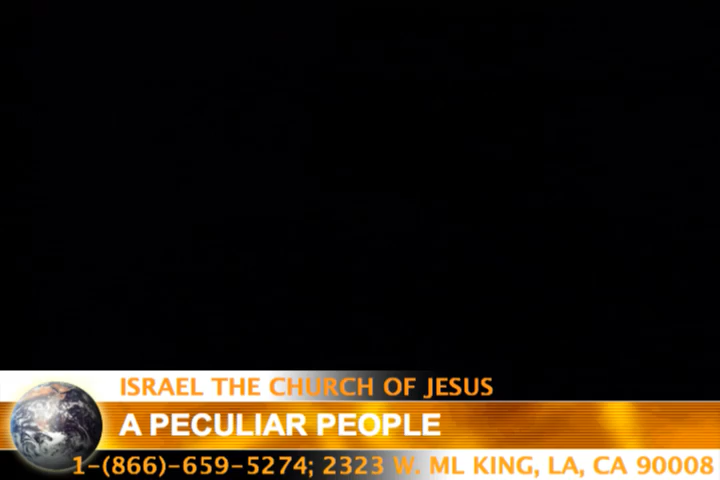 ISRAEL THE CHURCH OF JESUS
A PECULIAR PEOPLE
1-(866)-659-5274; 2323 W. ML KING, LA, CA 90008